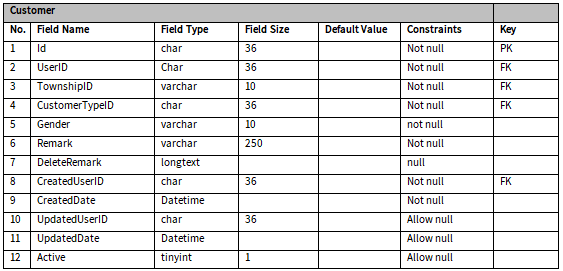 Customer
No. Field Name Field Type Field Size Default Value Constraints Key
1 Id char 36 Not null PK
2 UserID Char 36 Not null FK
3 TownshipID varchar 10 Not null FK
4 CustomerTypeID char 36 Not null FK
5 Gender varchar 10 not null
6 Remark varchar 250 Not null
7 DeleteRemark longtext null
8 CreatedUserID char 36 Not null FK
9 CreatedDate Datetime Not null
10 UpdatedUserID char 36 Allow null
11 UpdatedDate Datetime Allow null
12 Active tinyint 1 Allow null